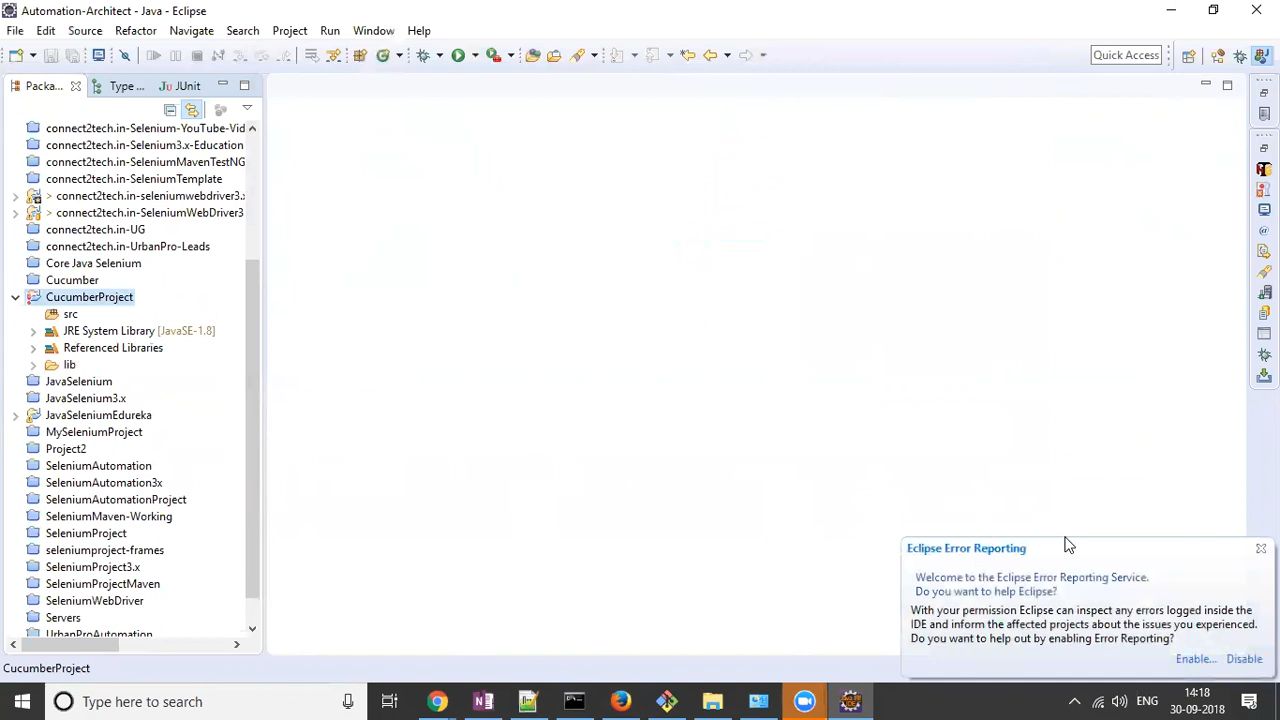 Automation-Architect - Java - Eclipse
File Edit Source Refactor Navigate Search Project Run Window Help
Quick Access
Packa... Type ... JUnit
connect2tech.in-Selenium-YouTube-Vid
connect2tech.in-Selenium3.x-Education
connect2tech.in-SeleniumMavenTestNG
connect2tech.in-SeleniumTemplate
> connect2tech.in-seleniumwebdriver3.x
> connect2tech.in-SeleniumWebDriver3
connect2tech.in-UG
connect2tech.in-UrbanPro-Leads
Core Java Selenium
Cucumber
CucumberProject
src
JRE System Library [JavaSE-1.8]
Referenced Libraries
lib
JavaSelenium
JavaSelenium3.x
JavaSeleniumEdureka
MySeleniumProject
Project2
SeleniumAutomation
SeleniumAutomation3x
SeleniumAutomationProject
SeleniumMaven-Working
SeleniumProject
seleniumproject-frames
SeleniumProject3.x
SeleniumProjectMaven
SeleniumWebDriver
Servers
UrbanProAutomation
Eclipse Error Reporting
Welcome to the Eclipse Error Reporting Service.
Do you want to help Eclipse?
With your permission Eclipse can inspect any errors logged inside the
IDE and inform the affected projects about the issues you experienced.
Do you want to help out by enabling Error Reporting?
Enable... Disable
CucumberProject
Type here to search
ENG
14:18
30-09-2018